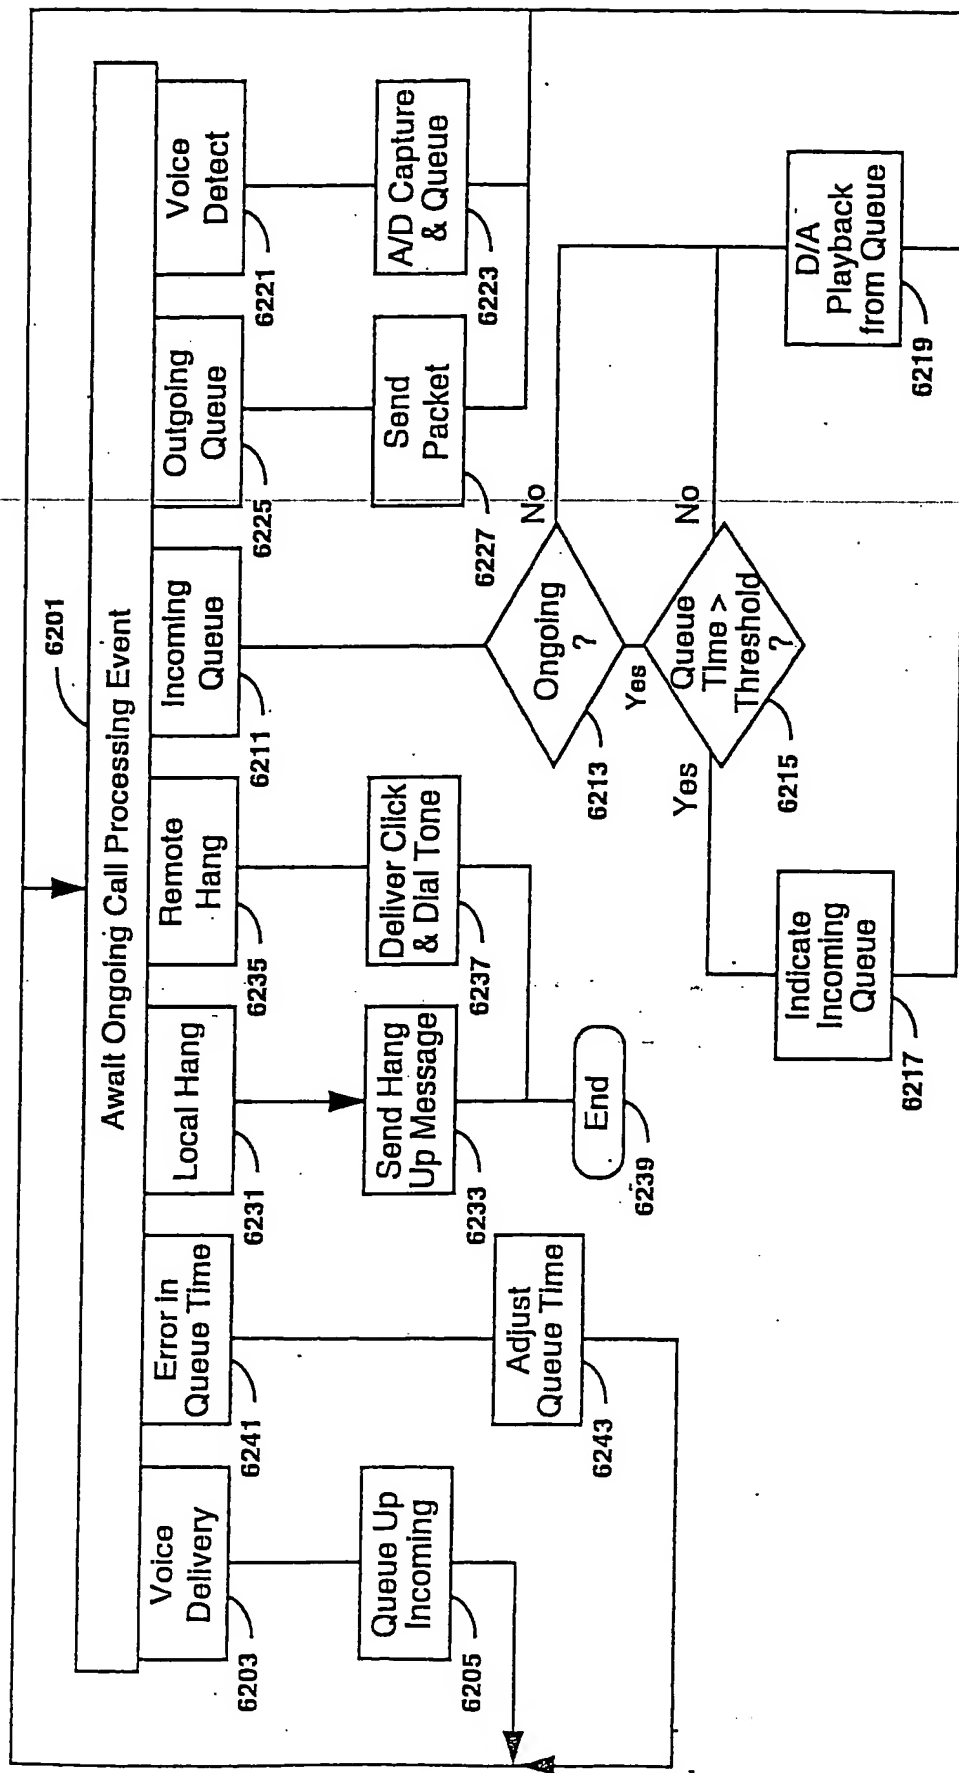 6201
Await Ongoing Call Processing Event
Voice
Delivery
6203
Error in
Queue Time
6241
Local Hang
6231
Remote
Hang
6235
Incoming
Queue
6211
Outgoing
Queue
6225
Voice
Detect
6221
Queue Up
Incoming
6205
Send Hang
Up Message
6233
Deliver Click
& Dial Tone
6237
Send
Packet
6227
A/D Capture
& Queue
6223
Adjust
Queue Time
6243
End
6239
Ongoing
?
6213
No
Yes
Queue
Time >
Threshold
?
6215
Yes
No
Indicate
Incoming
Queue
6217
D/A
Playback
from Queue
6219